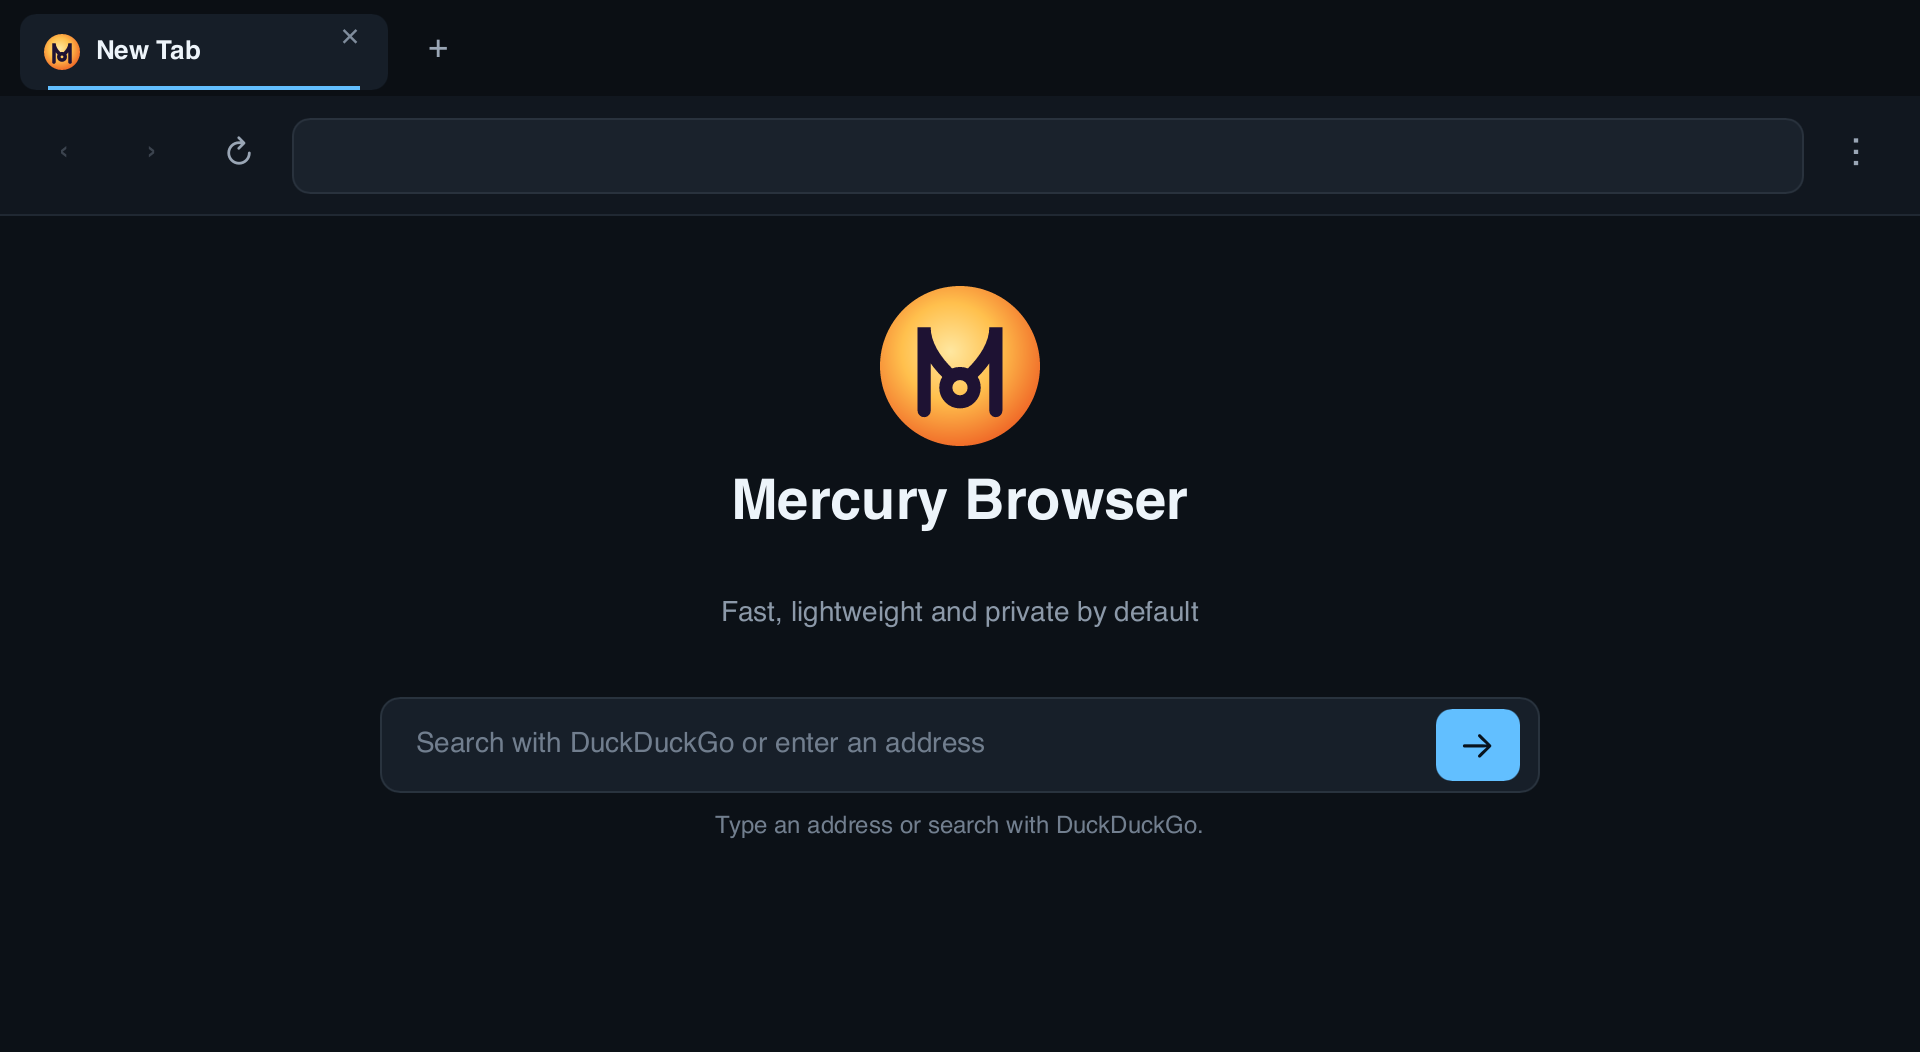 New Tab
Mercury Browser
Fast, lightweight and private by default
Search with DuckDuckGo or enter an address
Type an address or search with DuckDuckGo.